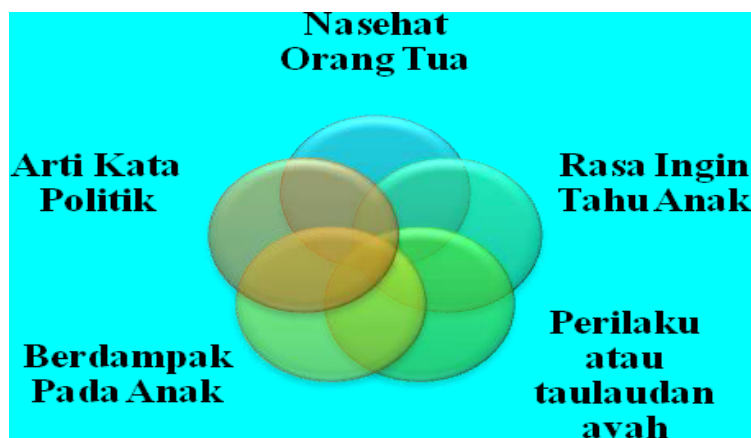 Nasehat
Orang Tua
Rasa Ingin
Tahu Anak
Perilaku
atau
taulaudan
ayah
Berdampak
Pada Anak
Arti Kata
Politik